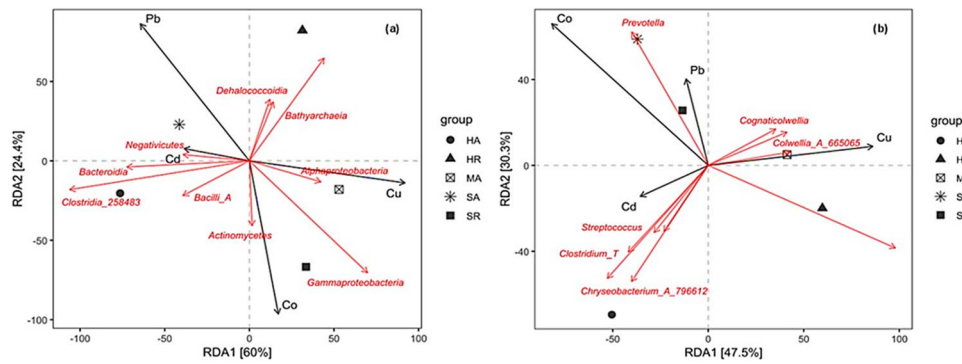 (a)
Pb
Dehalococcoidia
Bathyarchaeia
Negativicutes
Cd
Bacteroidia
Alphaproteobacteria
Cu
Clostridia_258483
Bacilli_A
Actinomycetes
Gammaproteobacteria
Co
50
0
-50
-100
RDA2 [24.4%]
-100
-50
0
50
100
RDA1 [60%]
group
HA
HR
MA
SA
SR
(b)
Co
Prevotella
Pb
Cognaticolwellia
Colwellia_A_665065
Cu
Cd
Streptococcus
Clostridium_T
Chryseobacterium_A_796612
40
0
-40
RDA2 [30.3%]
-50
0
50
100
RDA1 [47.5%]
group
H
H
M
S
S